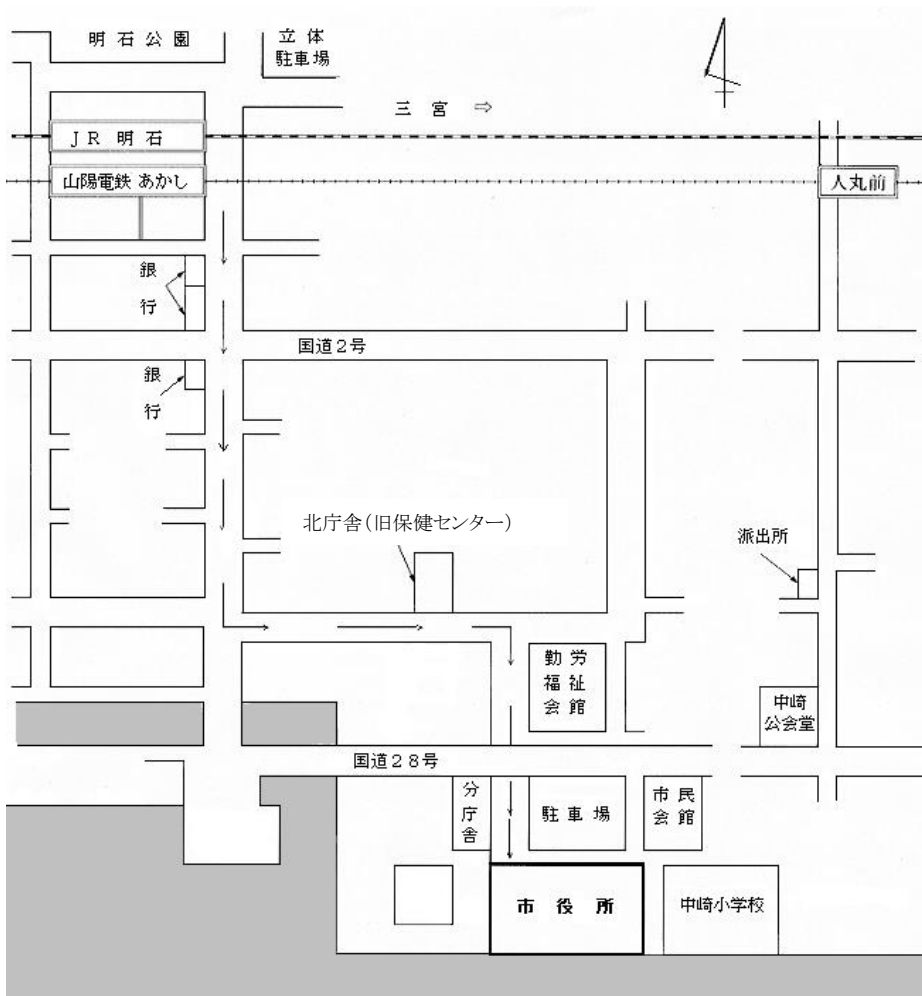 明石公園
立体
駐車場
三宮 ⇨
JR 明石
山陽電鉄 あかし
人丸前
銀
行
国道2号
銀
行
北庁舎(旧保健センター)
派出所
勤労
福祉
会館
中崎
公会堂
国道28号
分
庁
舎
駐車場
市民
会館
市役所
中崎小学校